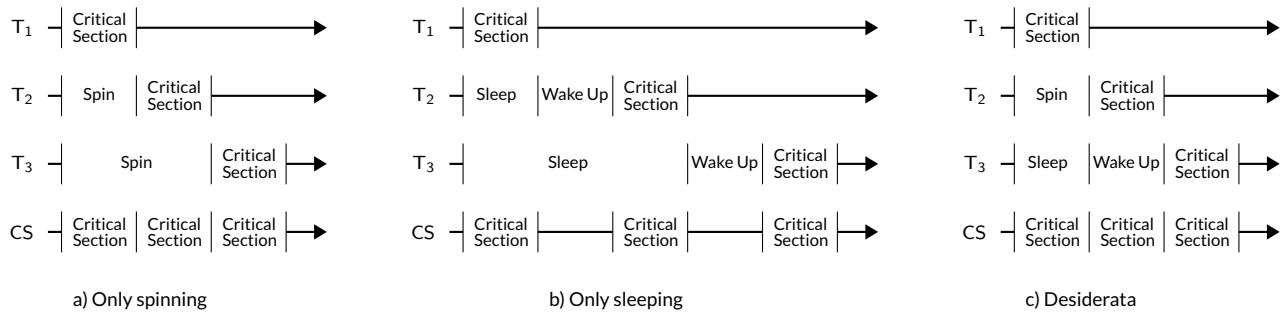 T1 Critical Section
T2 Spin Critical Section
T3 Spin Critical Section
CS Critical Section Critical Section Critical Section
a) Only spinning
T1 Critical Section
T2 Sleep Wake Up Critical Section
T3 Sleep Wake Up Critical Section
CS Critical Section Critical Section Critical Section
b) Only sleeping
T1 Critical Section
T2 Spin Critical Section
T3 Sleep Wake Up Critical Section
CS Critical Section Critical Section Critical Section
c) Desiderata